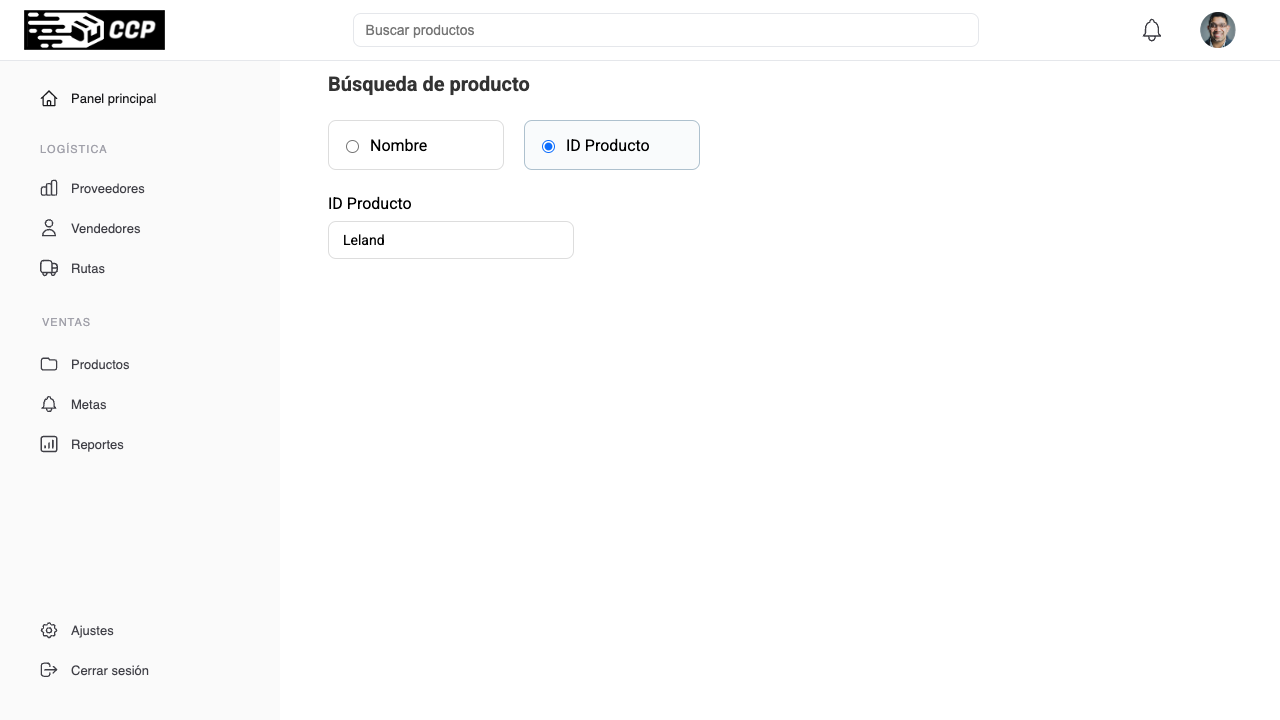 CCP
Buscar productos
Panel principal
LOGÍSTICA
Proveedores
Vendedores
Rutas
VENTAS
Productos
Metas
Reportes
Ajustes
Cerrar sesión
Búsqueda de producto
Nombre
ID Producto
ID Producto
Leland